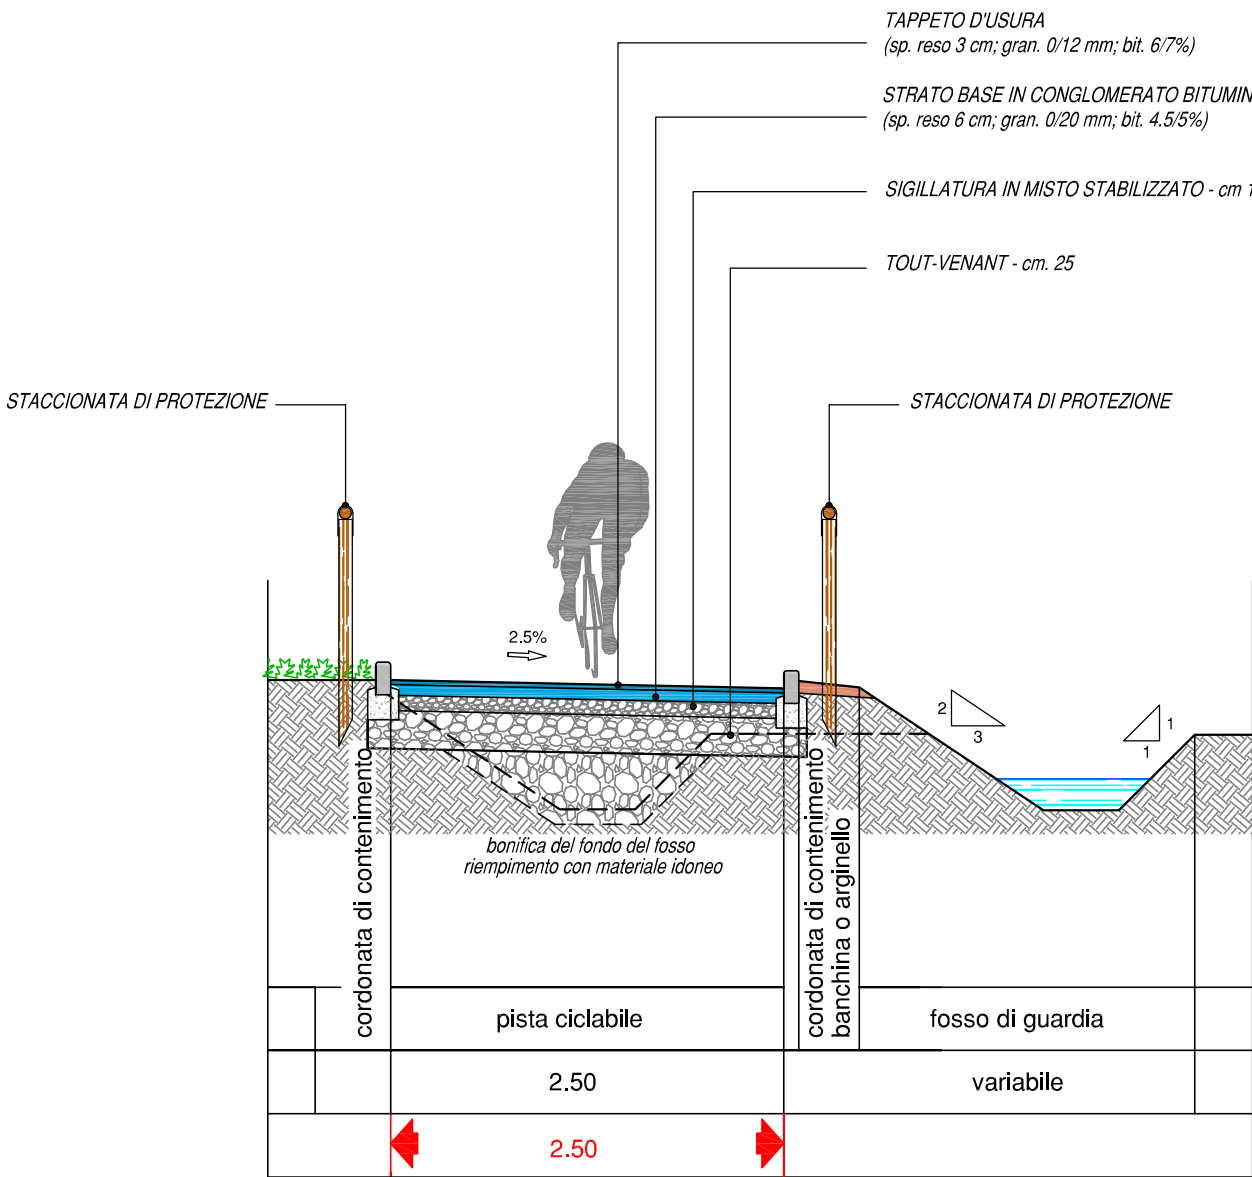 TAPPETO D'USURA
(sp. reso 3 cm; gran. 0/12 mm; bit. 6/7%)
STRATO BASE IN CONGLOMERATO BITUMIN
(sp. reso 6 cm; gran. 0/20 mm; bit. 4.5/5%)
SIGILLATURA IN MISTO STABILIZZATO - cm 1
TOUT-VENANT - cm. 25
STACCIONATA DI PROTEZIONE
STACCIONATA DI PROTEZIONE
2.5%
2
3
1
1
bonifica del fondo del fosso
riempimento con materiale idoneo
cordonata di contenimento
cordonata di contenimento
banchina o arginello
pista ciclabile
fosso di guardia
2.50
variabile
2.50